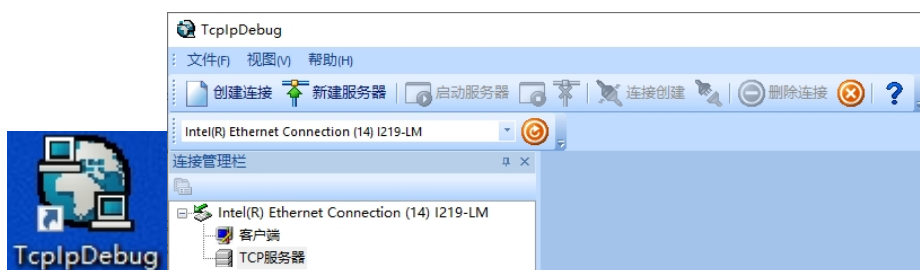 TcpIpDebug
文件(F) 视图(V) 帮助(H)
创建连接 新建服务器 启动服务器 连接创建 删除连接 ?
Intel(R) Ethernet Connection (14) I219-LM
连接管理栏
Intel(R) Ethernet Connection (14) I219-LM
客户端
TCP服务器
TcpIpDebug